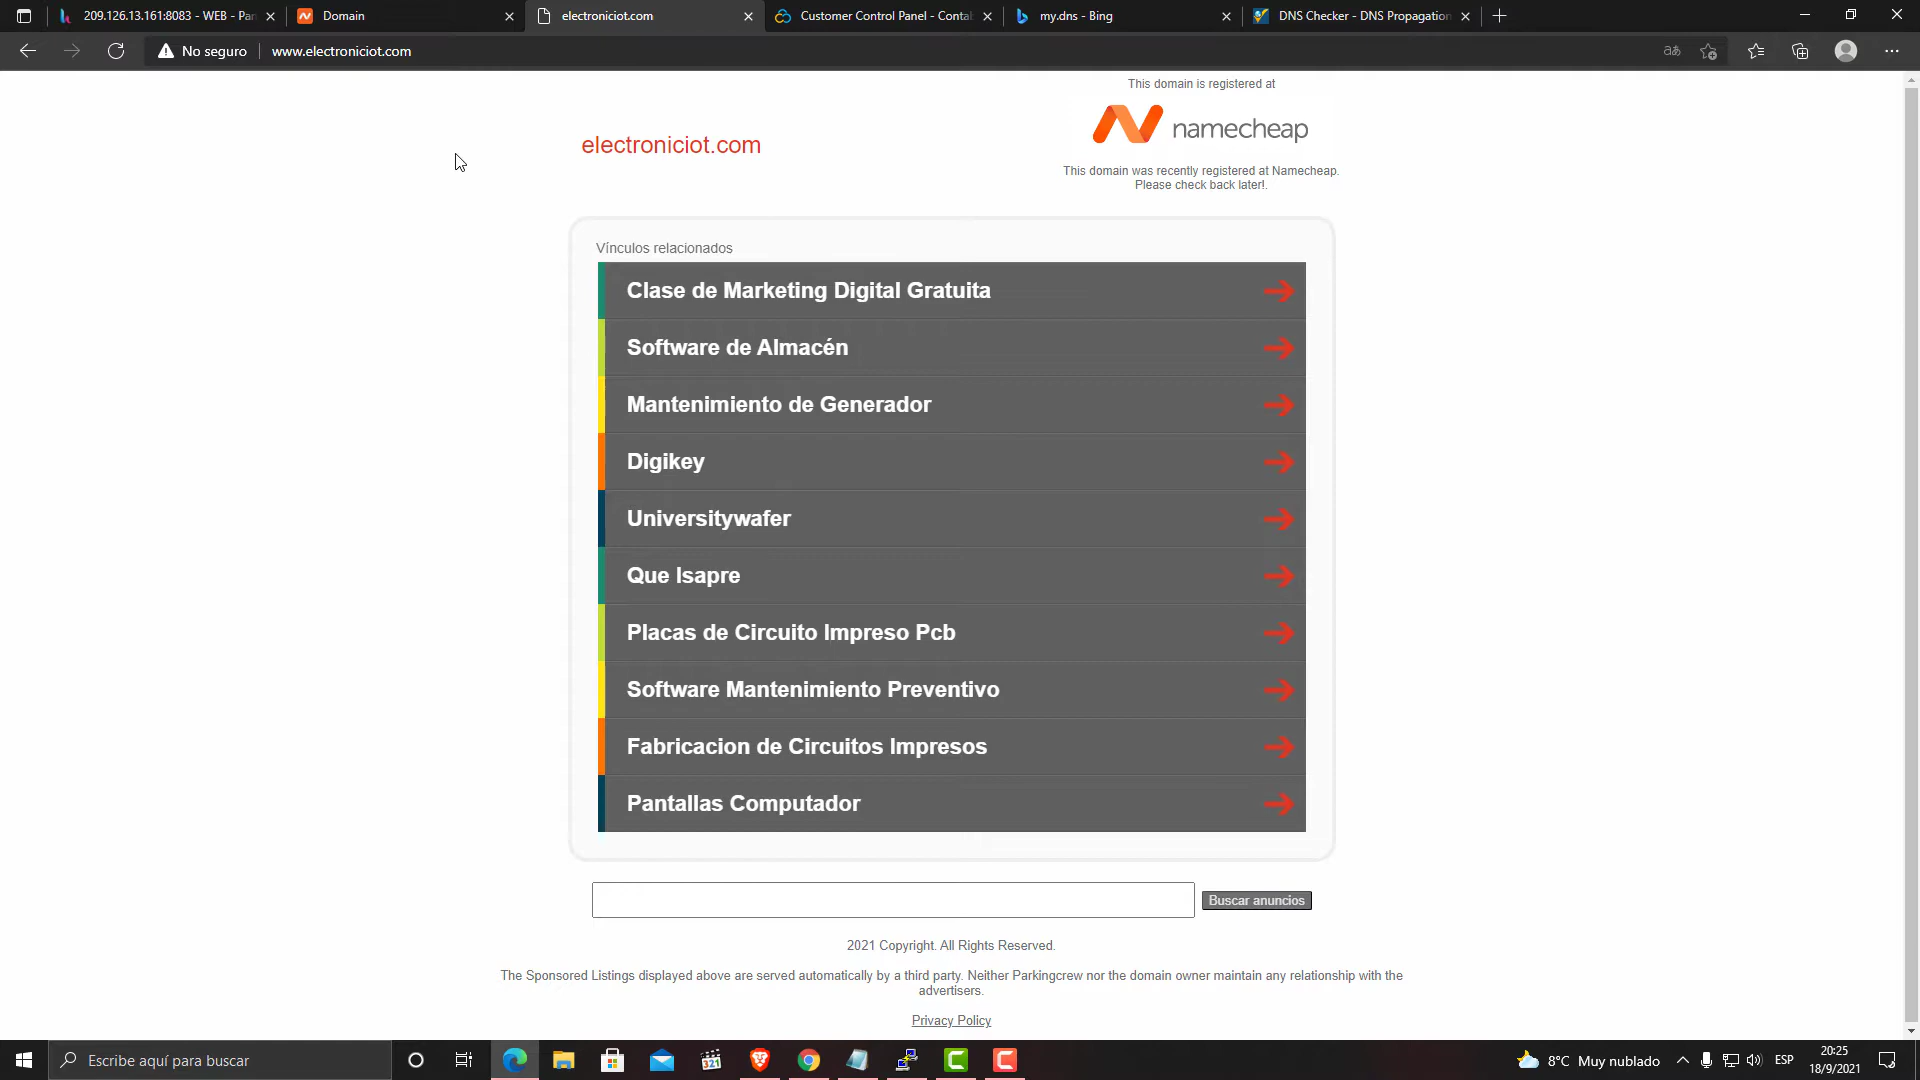 209.126.13.161:8083 - WEB - Pan
Domain
electroniciot.com
Customer Control Panel - Contab
my.dns - Bing
DNS Checker - DNS Propagation
No seguro
www.electroniciot.com
This domain is registered at
namecheap
electroniciot.com
This domain was recently registered at Namecheap.
Please check back later!.
Vínculos relacionados
Clase de Marketing Digital Gratuita
Software de Almacén
Mantenimiento de Generador
Digikey
Universitywafer
Que Isapre
Placas de Circuito Impreso Pcb
Software Mantenimiento Preventivo
Fabricacion de Circuitos Impresos
Pantallas Computador
Buscar anuncios
2021 Copyright. All Rights Reserved.
The Sponsored Listings displayed above are served automatically by a third party. Neither Parkingcrew nor the domain owner maintain any relationship with the
advertisers.
Privacy Policy
Escribe aquí para buscar
321
8°C Muy nublado
ESP
20:25
18/9/2021